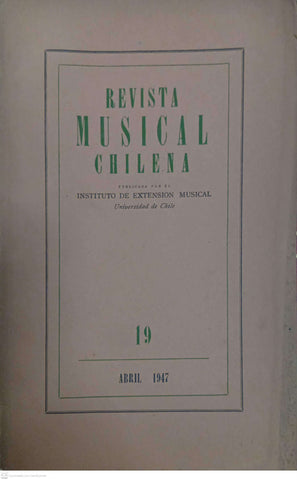 REVISTA
MUSICAL
CHILENA
PUBLICADA POR EL
INSTITUTO DE EXTENSION MUSICAL
Universidad de Chile
19
ABRIL 1947